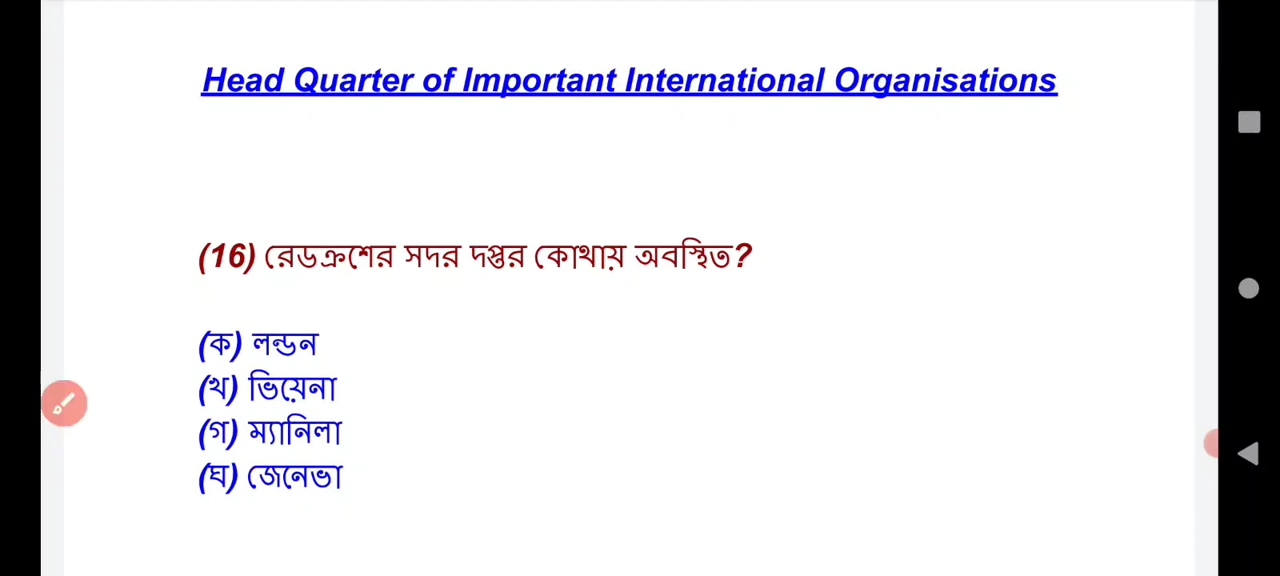 Head Quarter of Important International Organisations
(16) রেডক্রশের সদর দপ্তর কোথায় অবস্থিত?
(ক) লন্ডন
(খ) ভিয়েনা
(গ) ম্যানিলা
(ঘ) জেনেভা